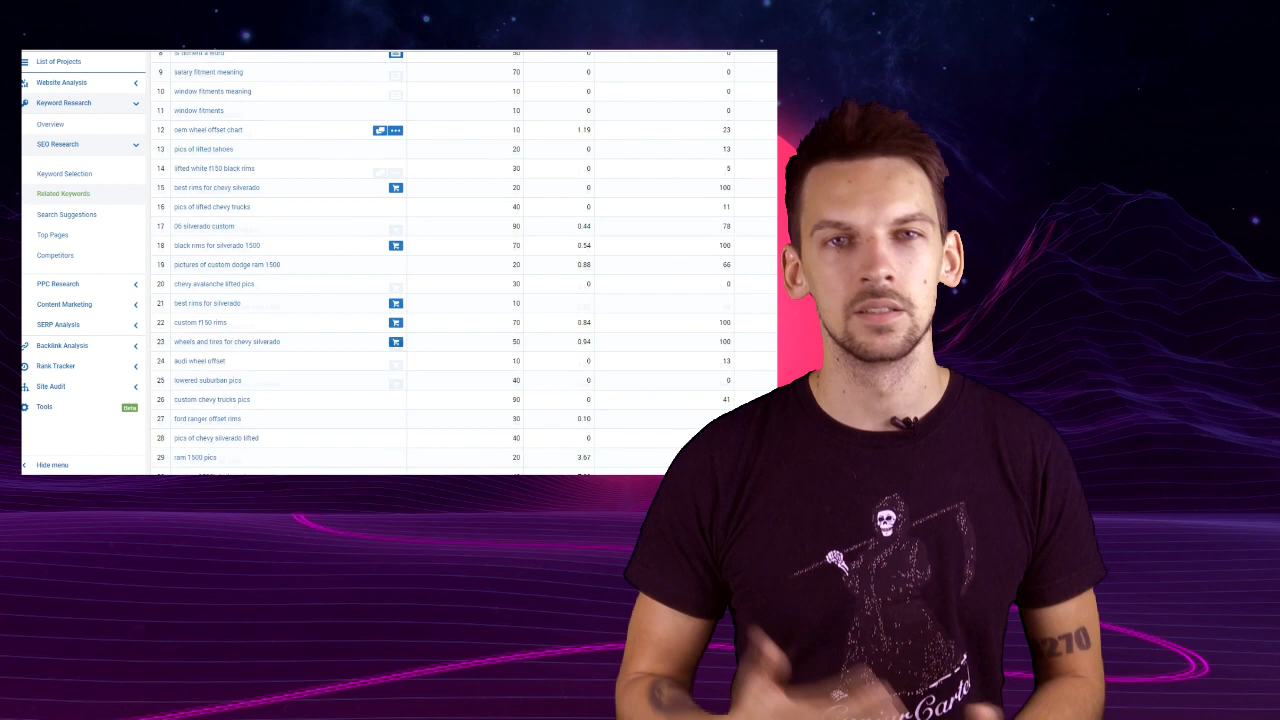 List of Projects
Website Analysis
Keyword Research
Overview
SEO Research
Keyword Selection
Related Keywords
Search Suggestions
Top Pages
Competitors
PPC Research
Content Marketing
SERP Analysis
Backlink Analysis
Rank Tracker
Site Audit
Tools Beta
Hide menu
9 salary fitment meaning 70 0 0
10 window fitments meaning 10 0 0
11 window fitments 10 0 0
12 oem wheel offset chart 10 1.19 23
13 pics of lifted tahoes 20 0 13
14 lifted white f150 black rims 30 0 5
15 best rims for chevy silverado 20 0 100
16 pics of lifted chevy trucks 40 0 11
17 06 silverado custom 90 0.44 78
18 black rims for silverado 1500 70 0.54 100
19 pictures of custom dodge ram 1500 20 0.88 66
20 chevy avalanche lifted pics 30 0 0
21 best rims for silverado 10
22 custom f150 rims 70 0.84 100
23 wheels and tires for chevy silverado 50 0.94 100
24 audi wheel offset 10 0 13
25 lowered suburban pics 40 0 0
26 custom chevy trucks pics 90 0 41
27 ford ranger offset rims 30 0.10
28 pics of chevy silverado lifted 40 0
29 ram 1500 pics 20 3.67
270